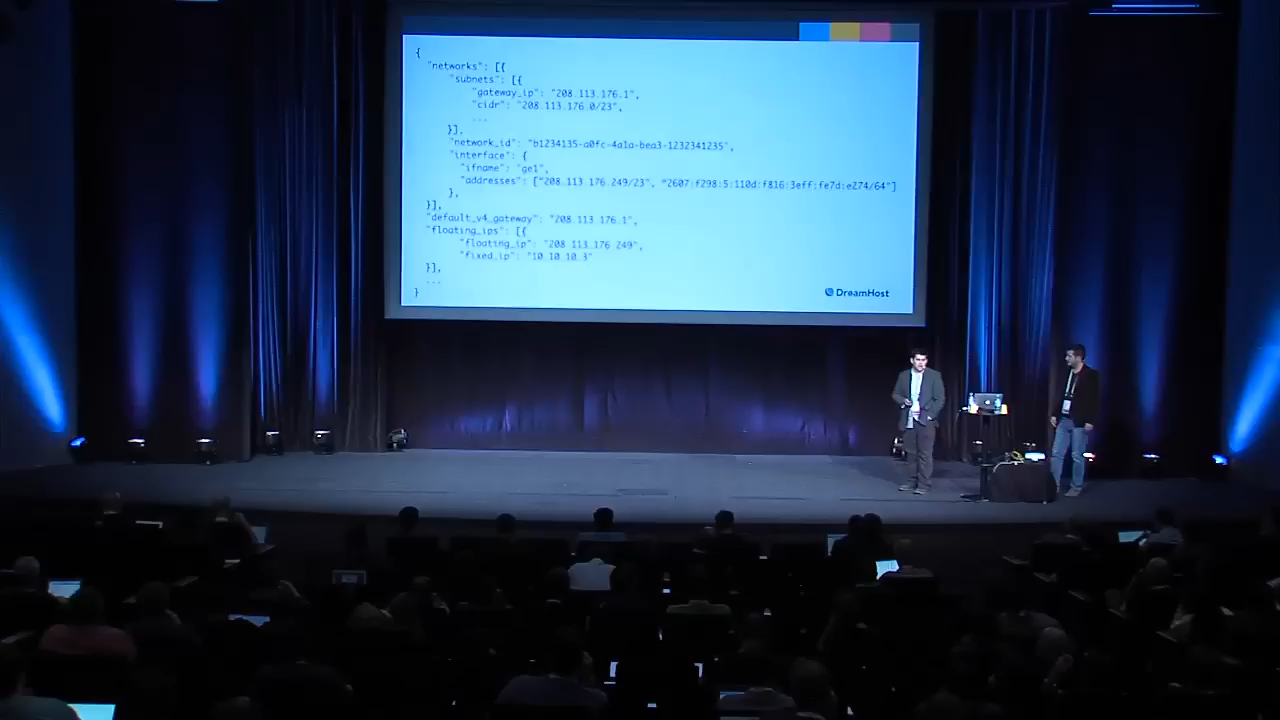 {
"networks": [{
"subnets": [{
"gateway_ip": "208.113.176.1",
"cidr": "208.113.176.0/23",
...
}],
"network_id": "b1234135-a0fc-4a1a-bea3-1232341235",
"interface": {
"ifname": "ge1",
"addresses": ["208.113.176.249/23", "2607:f298:5:110d:f816:3eff:fe7d:e274/64"]
},
}],
"default_v4_gateway": "208.113.176.1",
"floating_ips": [{
"floating_ip": "208.113.176.249",
"fixed_ip": "10.10.10.3"
}],
...
}
DreamHost